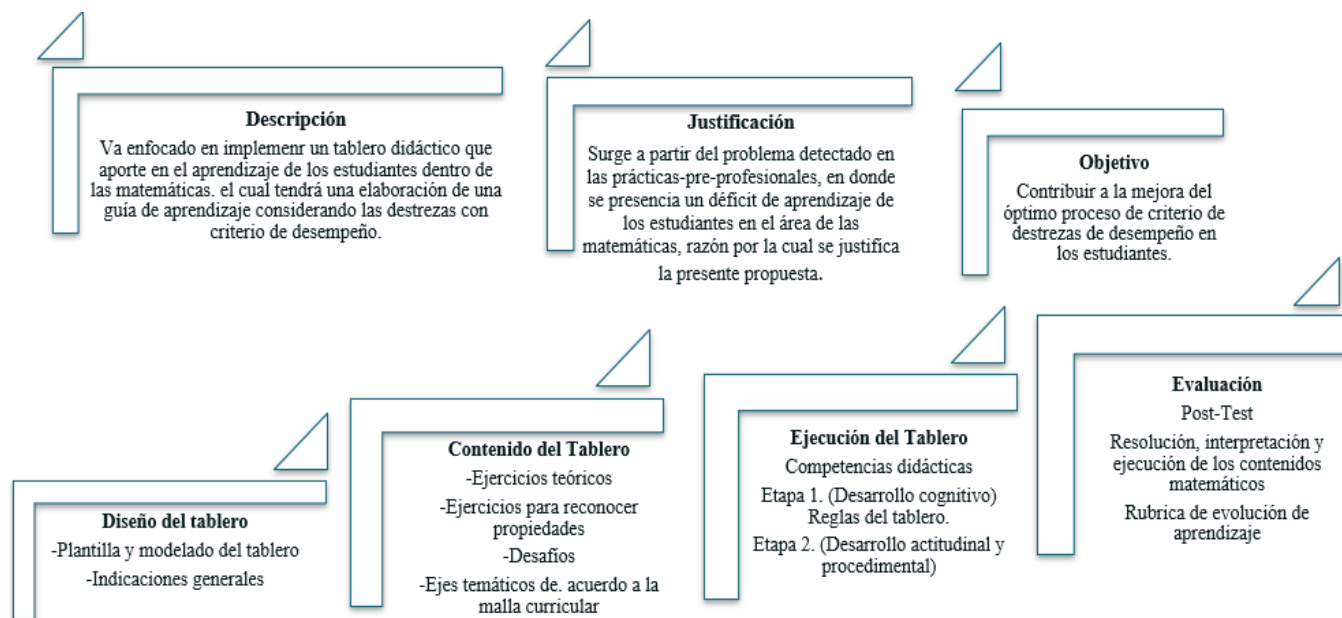 Descripción
Va enfocado en implemenr un tablero didáctico que
aporte en el aprendizaje de los estudiantes dentro de
las matemáticas. el cual tendrá una elaboración de una
guía de aprendizaje considerando las destrezas con
criterio de desempeño.
Justificación
Surge a partir del problema detectado en
las prácticas-pre-profesionales, en donde
se presencia un déficit de aprendizaje de
los estudiantes en el área de las
matemáticas, razón por la cual se justifica
la presente propuesta.
Objetivo
Contribuir a la mejora del
óptimo proceso de criterio de
destrezas de desempeño en
los estudiantes.
Diseño del tablero
-Plantilla y modelado del tablero
-Indicaciones generales
Contenido del Tablero
-Ejercicios teóricos
-Ejercicios para reconocer
propiedades
-Desafíos
-Ejes temáticos de. acuerdo a la
malla curricular
Ejecución del Tablero
Competencias didácticas
Etapa 1. (Desarrollo cognitivo)
Reglas del tablero.
Etapa 2. (Desarrollo actitudinal y
procedimental)
Evaluación
Post-Test
Resolución, interpretación y
ejecución de los contenidos
matemáticos
Rubrica de evolución de
aprendizaje